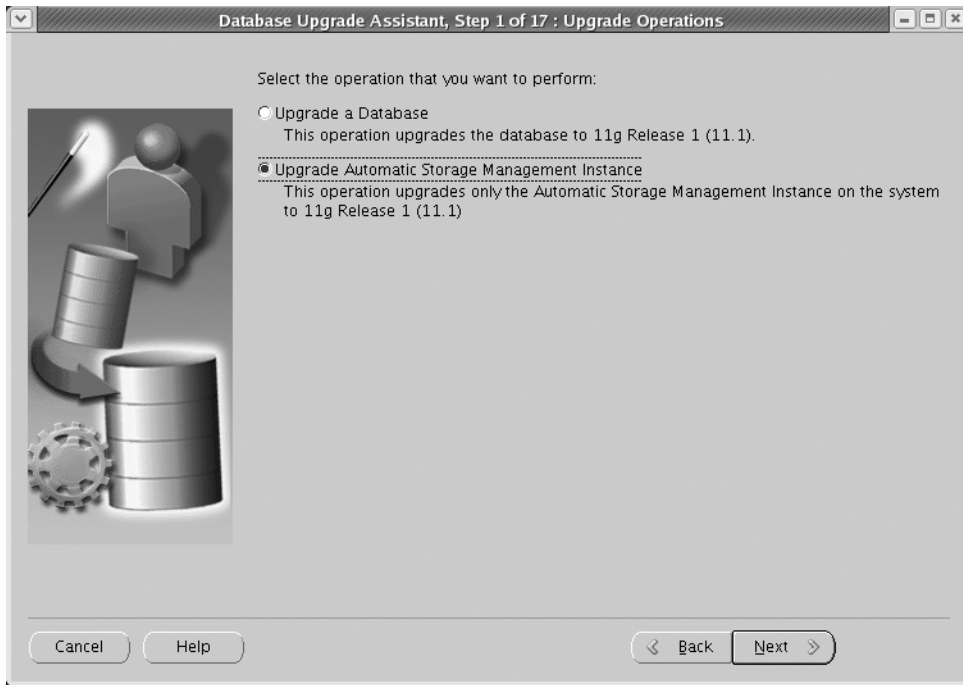 Database Upgrade Assistant, Step 1 of 17 : Upgrade Operations
Select the operation that you want to perform:
Upgrade a Database
This operation upgrades the database to 11g Release 1 (11.1).
Upgrade Automatic Storage Management Instance
This operation upgrades only the Automatic Storage Management Instance on the system
to 11g Release 1 (11.1)
Cancel
Help
Back
Next